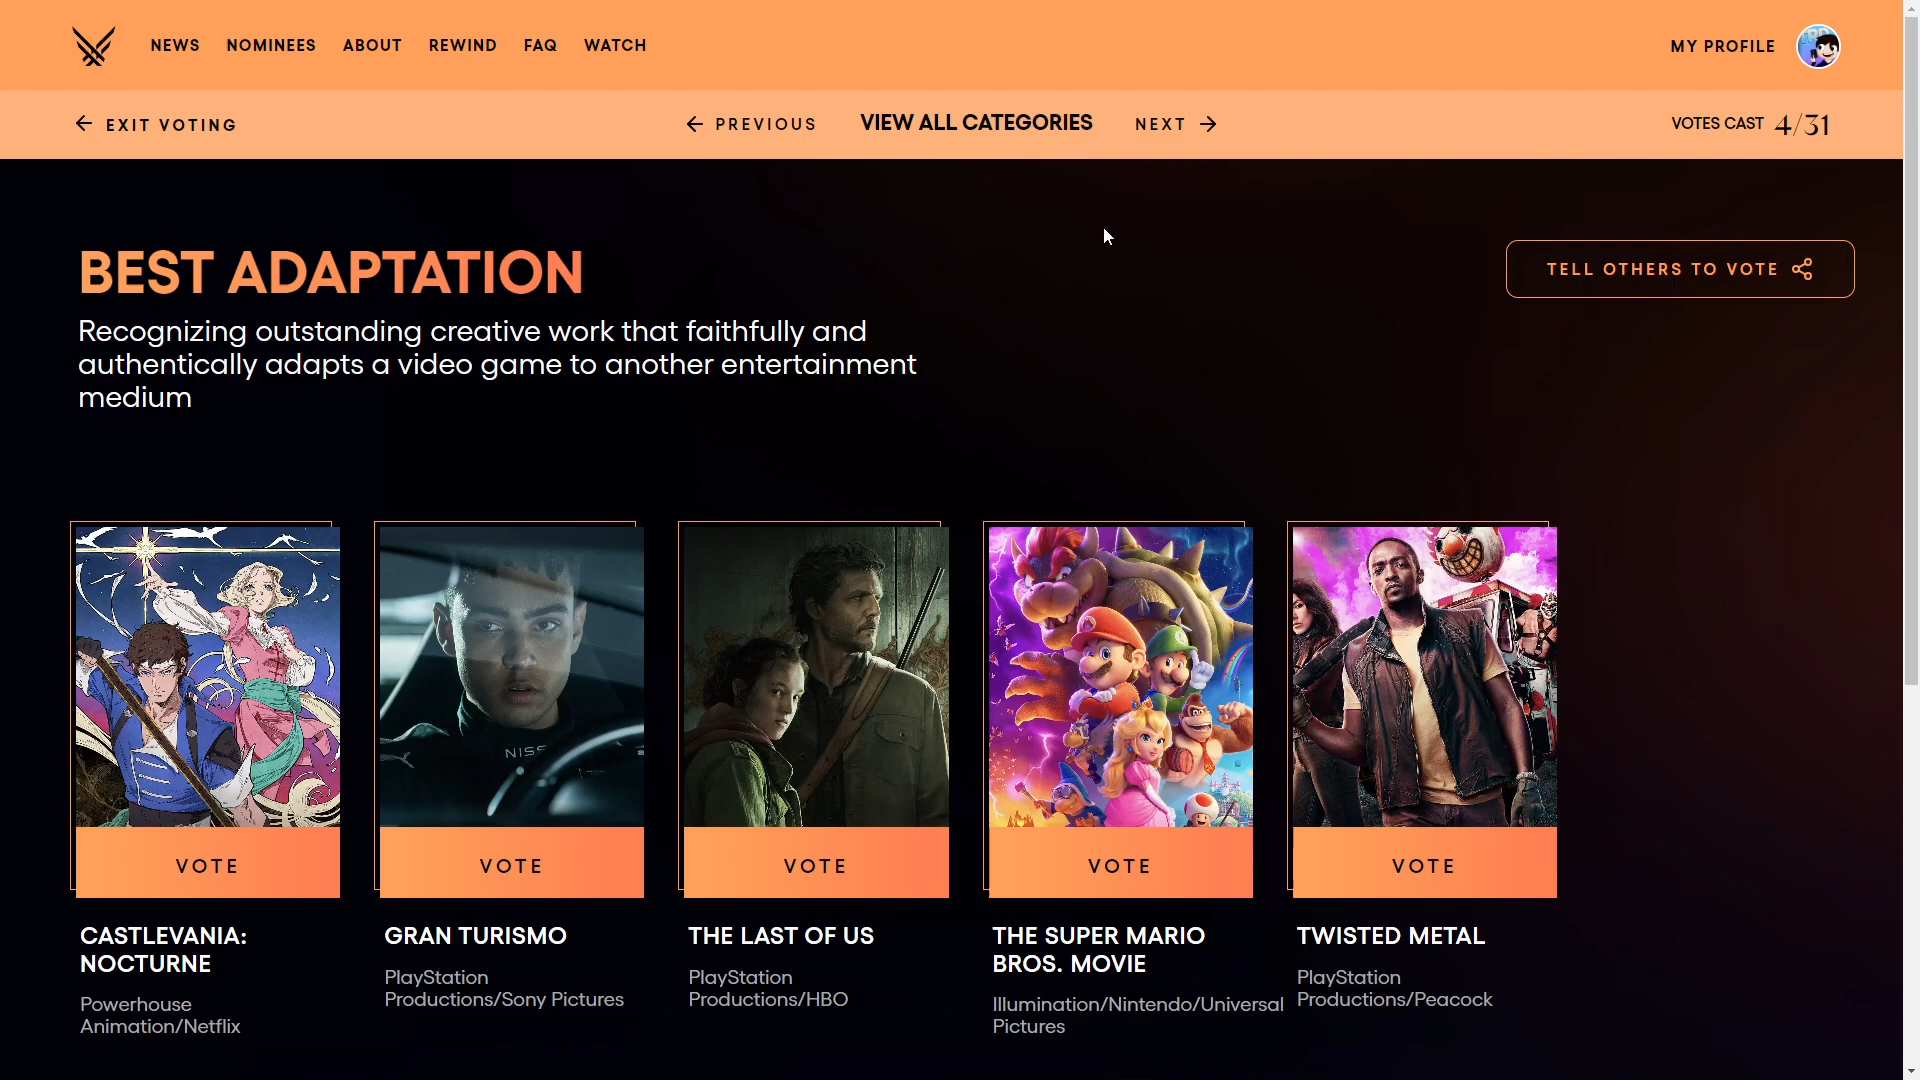 NEWS NOMINEES ABOUT REWIND FAQ WATCH MY PROFILE
EXIT VOTING PREVIOUS VIEW ALL CATEGORIES NEXT VOTES CAST 4/31
BEST ADAPTATION
TELL OTHERS TO VOTE
Recognizing outstanding creative work that faithfully and
authentically adapts a video game to another entertainment
medium
NISS
VOTE
VOTE
VOTE
VOTE
VOTE
CASTLEVANIA:
NOCTURNE
Powerhouse
Animation/Netflix
GRAN TURISMO
PlayStation
Productions/Sony Pictures
THE LAST OF US
PlayStation
Productions/HBO
THE SUPER MARIO
BROS. MOVIE
Illumination/Nintendo/Universal
Pictures
TWISTED METAL
PlayStation
Productions/Peacock